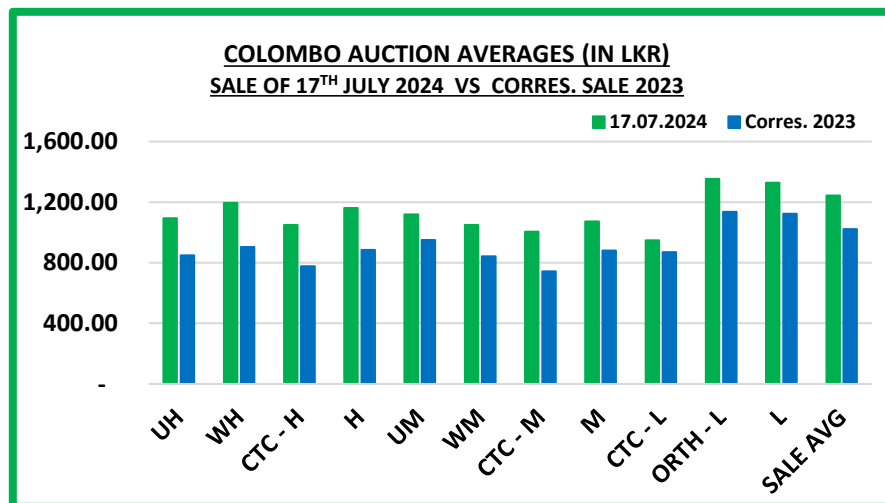 COLOMBO AUCTION AVERAGES (IN LKR)
SALE OF 17TH JULY 2024 VS CORRES. SALE 2023
17.07.2024 Corres. 2023
1,600.00
1,200.00
800.00
400.00
-
UH
WH
CTC - H
H
UM
WM
CTC - M
M
CTC - L
ORTH - L
L
SALE AVG